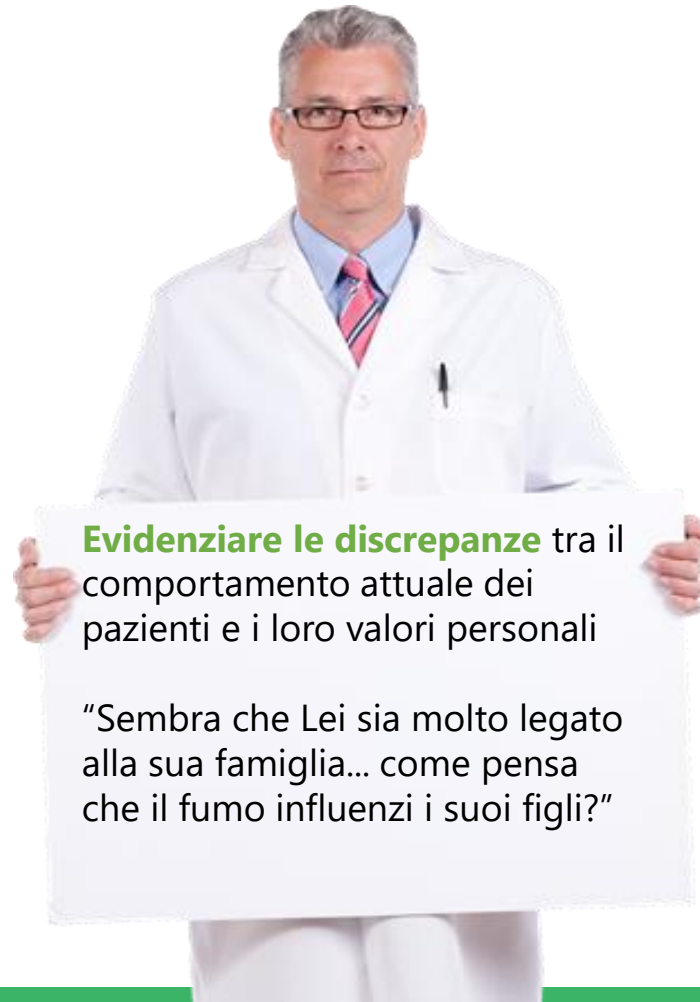 Evidenziare le discrepanze tra il
comportamento attuale dei
pazienti e i loro valori personali
“Sembra che Lei sia molto legato
alla sua famiglia... come pensa
che il fumo influenzi i suoi figli?”